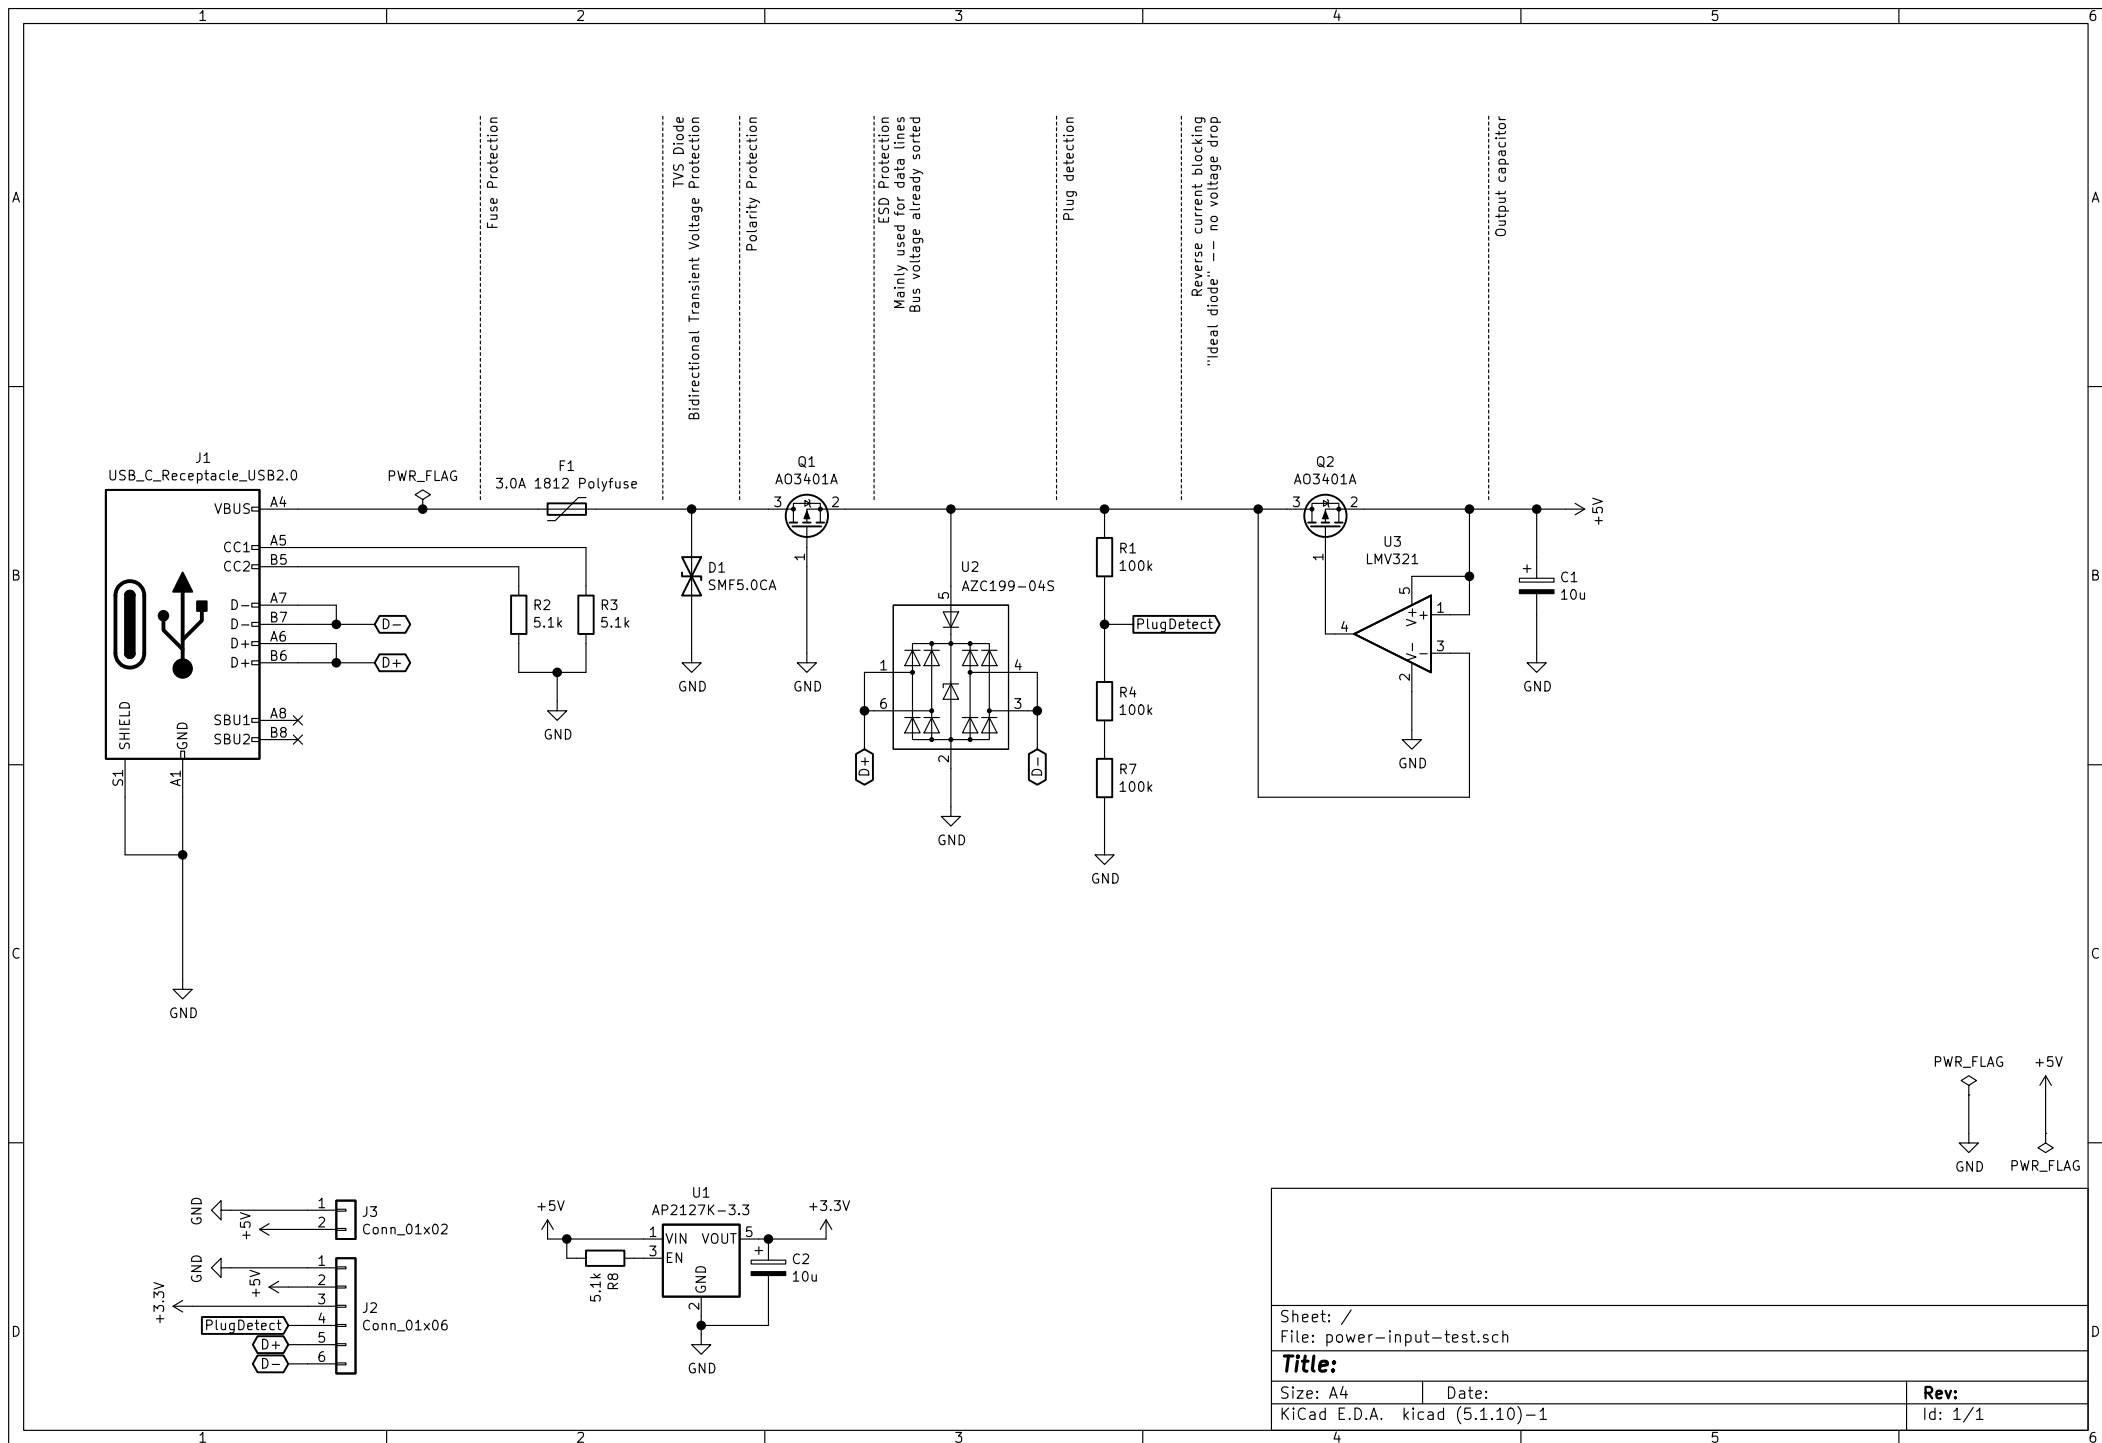 1 2 3 4 5 6
A
B
C
D
A
B
C
D
1 2 3 4 5 6
Fuse Protection
TVS Diode
Bidirectional Transient Voltage Protection
Polarity Protection
ESD Protection
Mainly used for data lines
Bus voltage already sorted
Plug detection
Reverse current blocking
"Ideal diode" -- no voltage drop
Output capacitor
J1
USB_C_Receptacle_USB2.0
VBUS A4
CC1 A5
CC2 B5
D- A7
D- B7
D+ A6
D+ B6
SBU1 A8
SBU2 B8
SHIELD
GND
S1
A1
GND
D-
D+
PWR_FLAG
F1
3.0A 1812 Polyfuse
R2
5.1k
R3
5.1k
GND
D1
SMF5.0CA
GND
Q1
AO3401A
3 2
1
GND
U2
AZC199-04S
5
1 4
6 3
2
D+
D-
GND
R1
100k
PlugDetect
R4
100k
R7
100k
GND
Q2
AO3401A
3 2
1
U3
LMV321
5
V+
+ 1
4
- 3
V-
2
GND
+5V
+
C1
10u
GND
PWR_FLAG
GND
+5V
PWR_FLAG
GND
+5V
1
2
J3
Conn_01x02
GND
+5V
+3.3V
PlugDetect
D+
D-
1
2
3
4
5
6
J2
Conn_01x06
+5V
5.1k
R8
U1
AP2127K-3.3
1 VIN VOUT 5
3 EN
GND
2
GND
+
C2
10u
+3.3V
Sheet: /
File: power-input-test.sch
Title:
Size: A4 Date: Rev:
KiCad E.D.A. kicad (5.1.10)-1 Id: 1/1